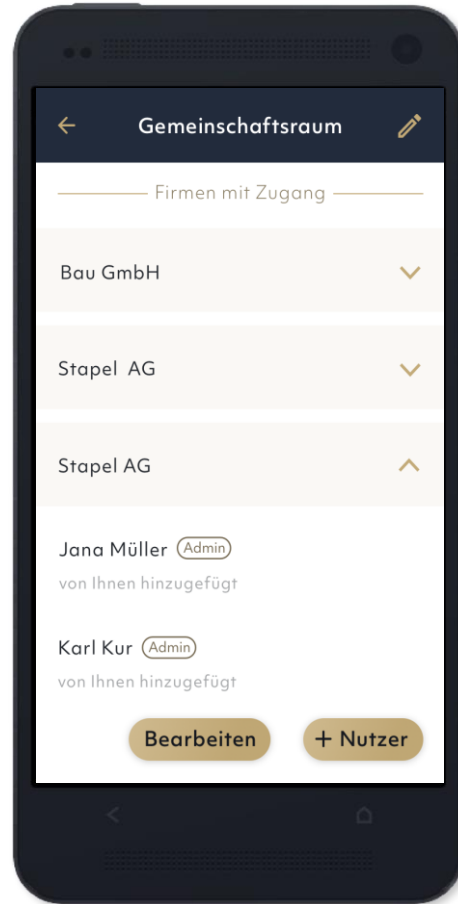 Gemeinschaftsraum
Firmen mit Zugang
Bau GmbH
Stapel  AG
Stapel AG
Jana Müller Admin
von Ihnen hinzugefügt
Karl Kur Admin
von Ihnen hinzugefügt
Bearbeiten + Nutzer